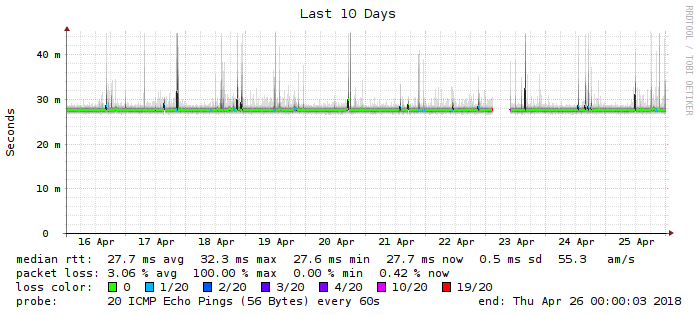 Last 10 Days
RRDTOOL / TOBI OETIKER
Seconds
40 m
30 m
20 m
10 m
0
16 Apr 17 Apr 18 Apr 19 Apr 20 Apr 21 Apr 22 Apr 23 Apr 24 Apr 25 Apr
median rtt: 27.7 ms avg 32.3 ms max 27.6 ms min 27.7 ms now 0.5 ms sd 55.3 am/s
packet loss: 3.06 % avg 100.00 % max 0.00 % min 0.42 % now
loss color: 0 1/20 2/20 3/20 4/20 10/20 19/20
probe: 20 ICMP Echo Pings (56 Bytes) every 60s end: Thu Apr 26 00:00:03 2018